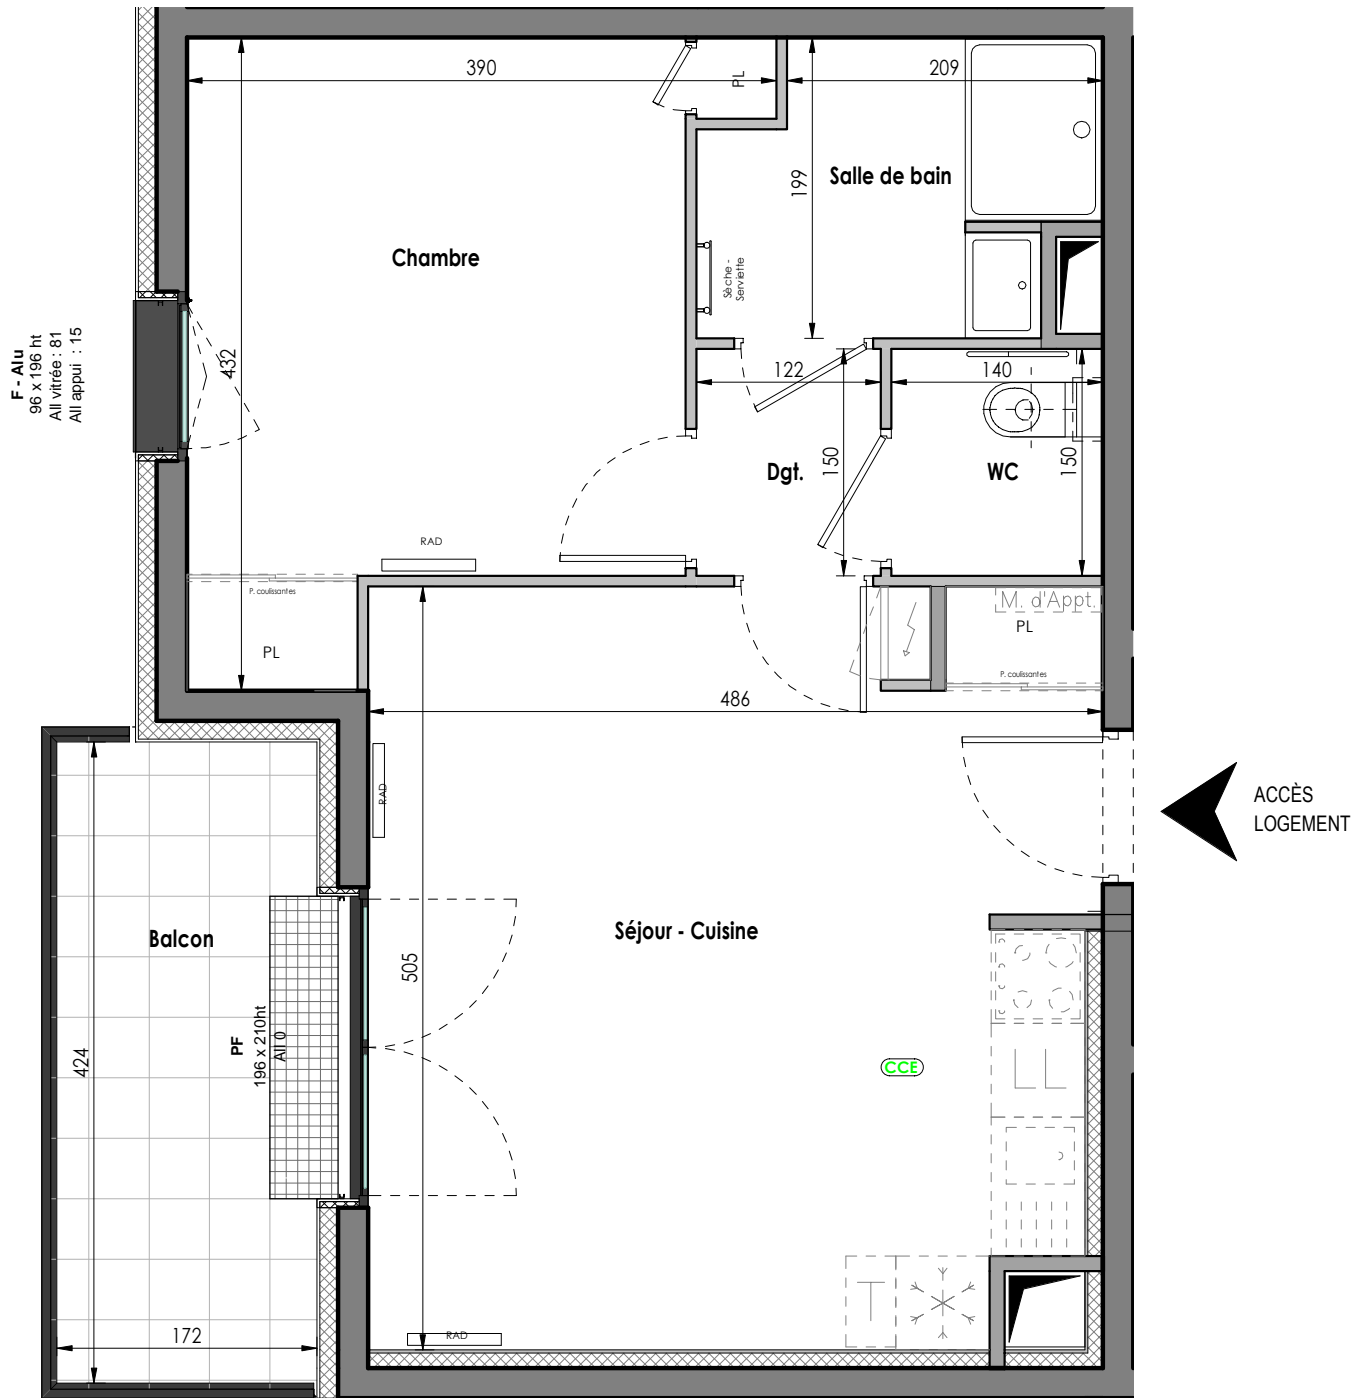 390
209
PL
199
Salle de bain
Chambre
Sèche -
Serviette
F - Alu
96 x 196 ht
All vitrée : 81
All appui : 15
432
122
140
150
Dgt.
WC
150
RAD
P. coulissantes
M. d'Appt.
PL
PL
P. coulissantes
486
RAD
ACCÈS
LOGEMENT
Balcon
Séjour - Cuisine
505
PF
196 x 210ht
All 0
424
CCE
LL
T
172
RAD